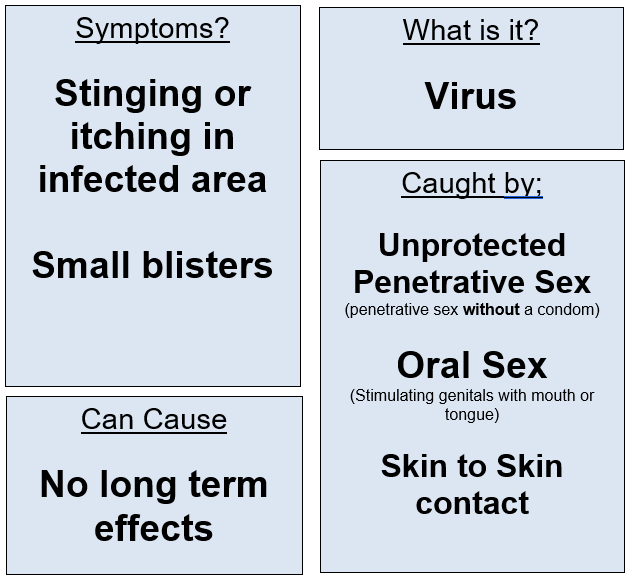 Symptoms?
Stinging or
itching in
infected area
Small blisters
Can Cause
No long term
effects
What is it?
Virus
Caught by;
Unprotected
Penetrative Sex
(penetrative sex without a condom)
Oral Sex
(Stimulating genitals with mouth or
tongue)
Skin to Skin
contact